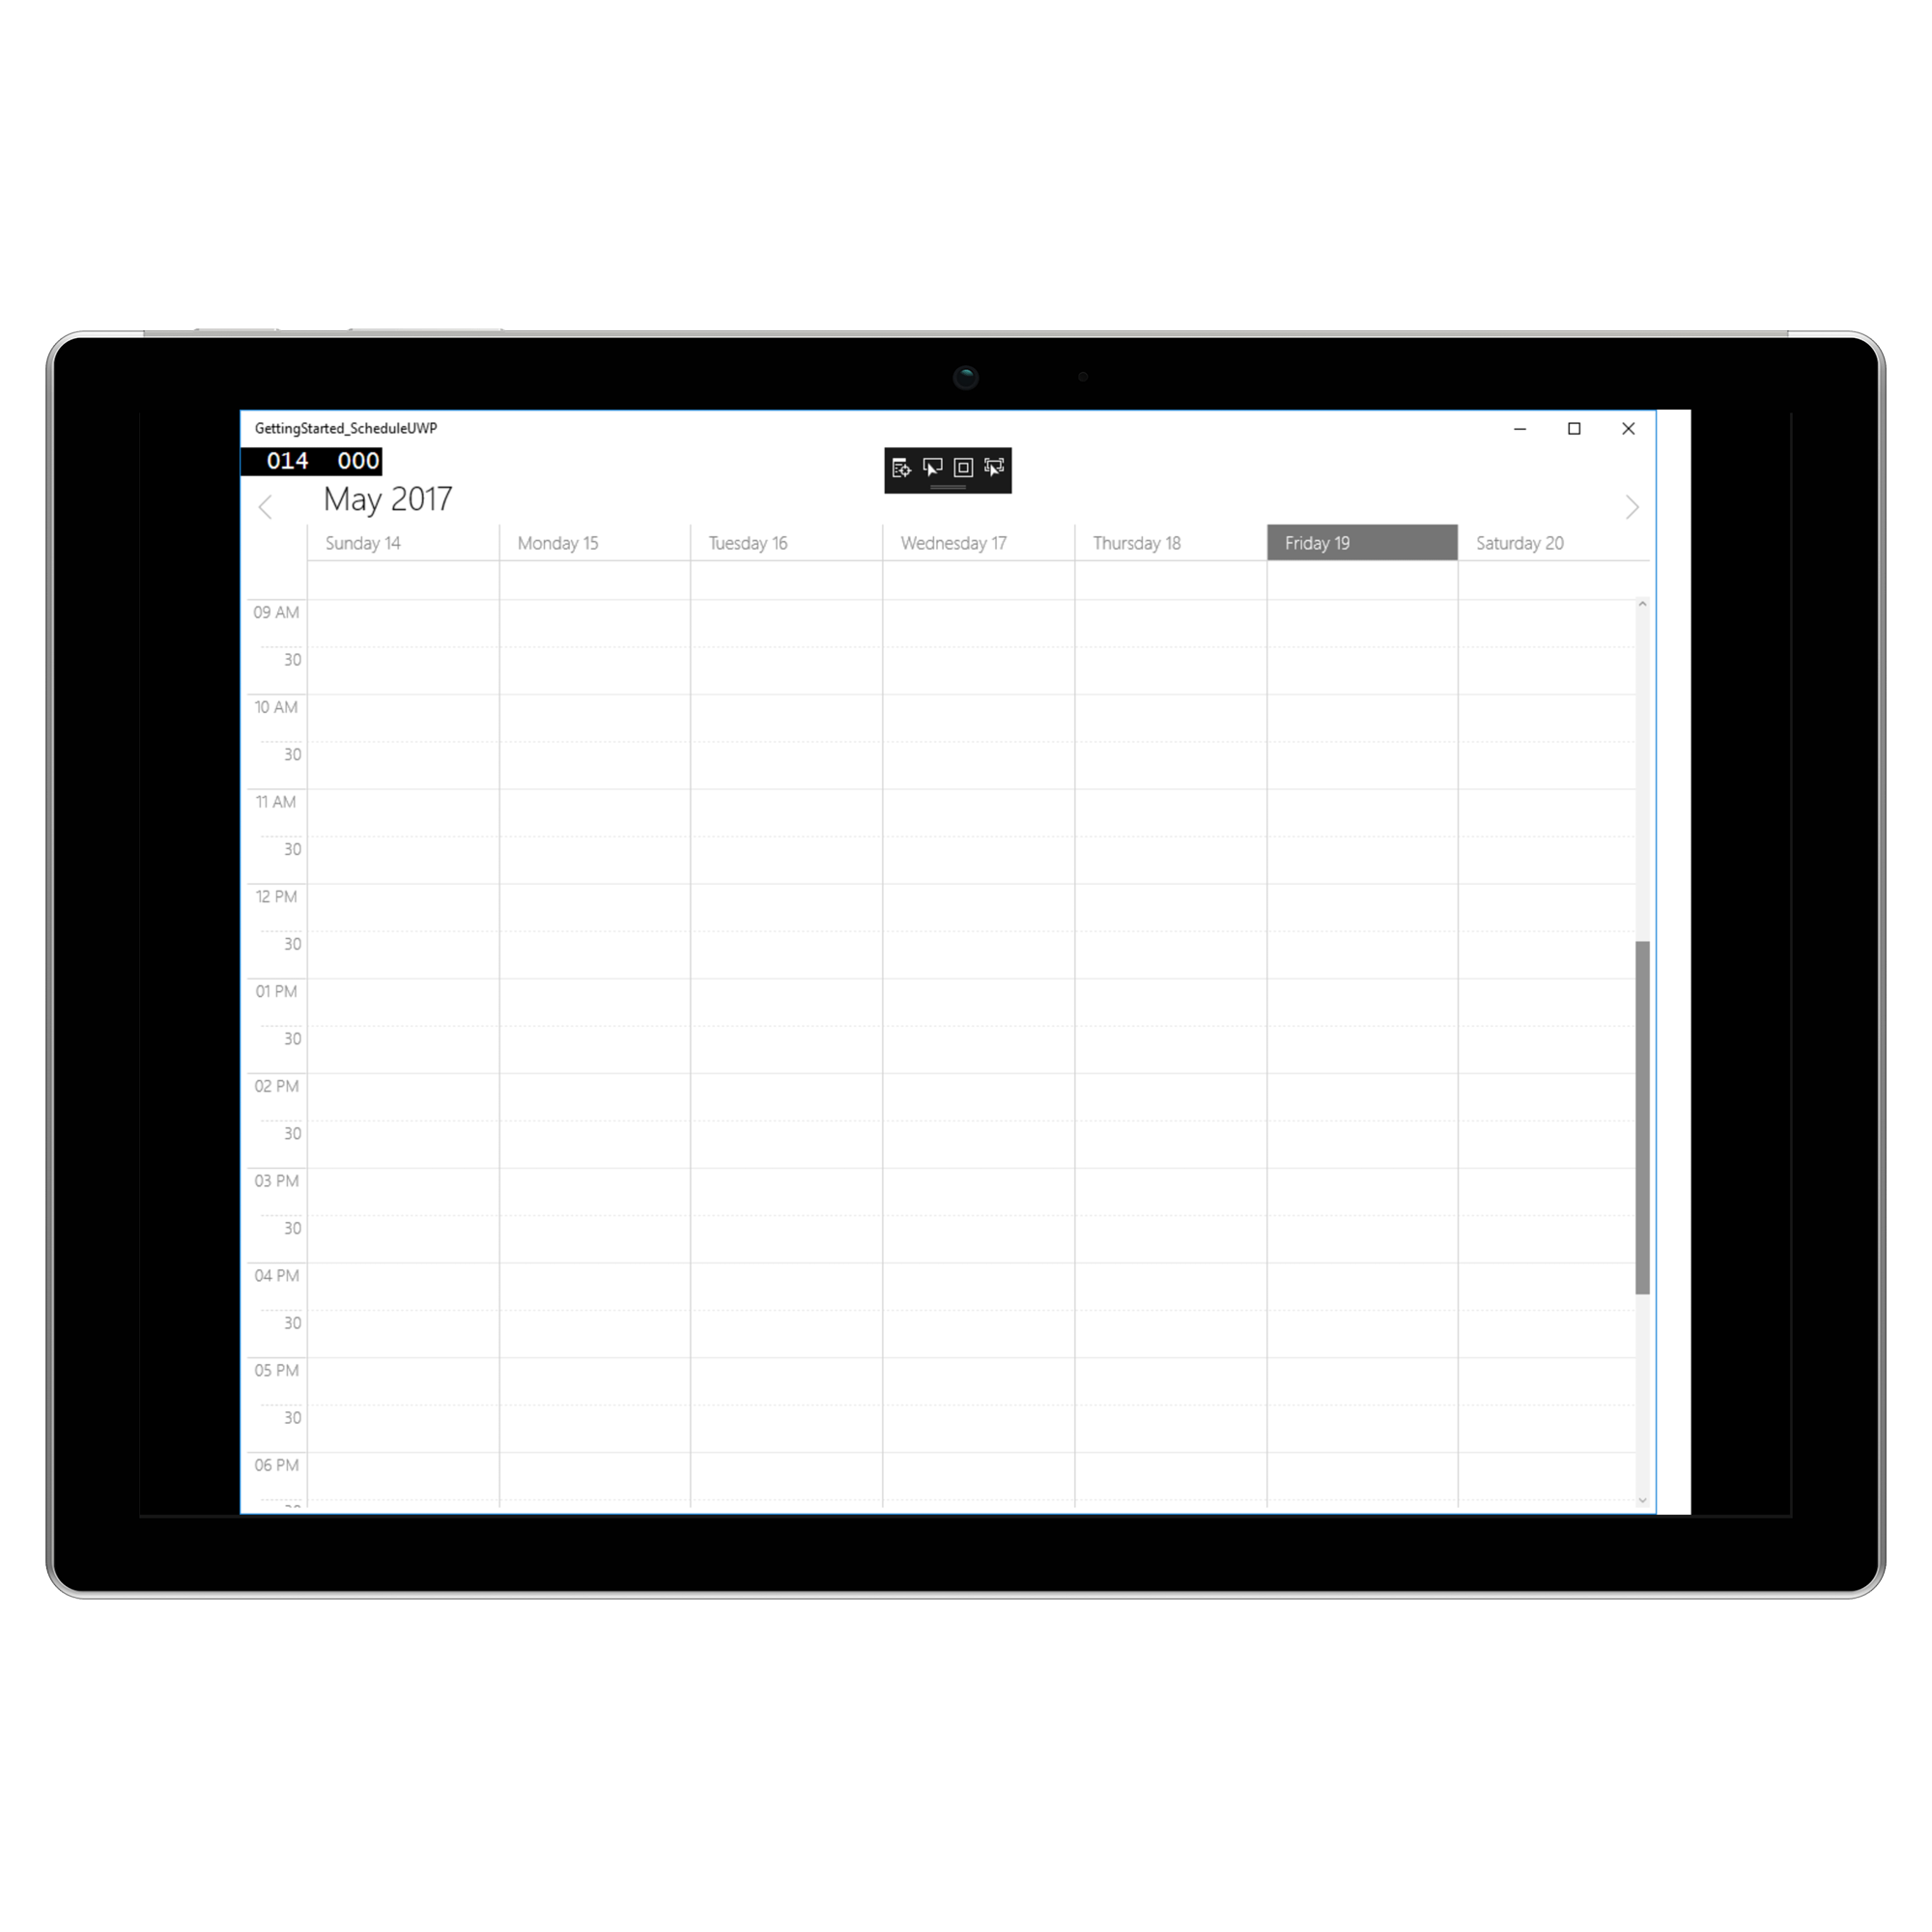 GettingStarted_ScheduleUWP
014 000
May 2017
Sunday 14 Monday 15 Tuesday 16 Wednesday 17 Thursday 18 Friday 19 Saturday 20
09 AM
30
10 AM
30
11 AM
30
12 PM
30
01 PM
30
02 PM
30
03 PM
30
04 PM
30
05 PM
30
06 PM